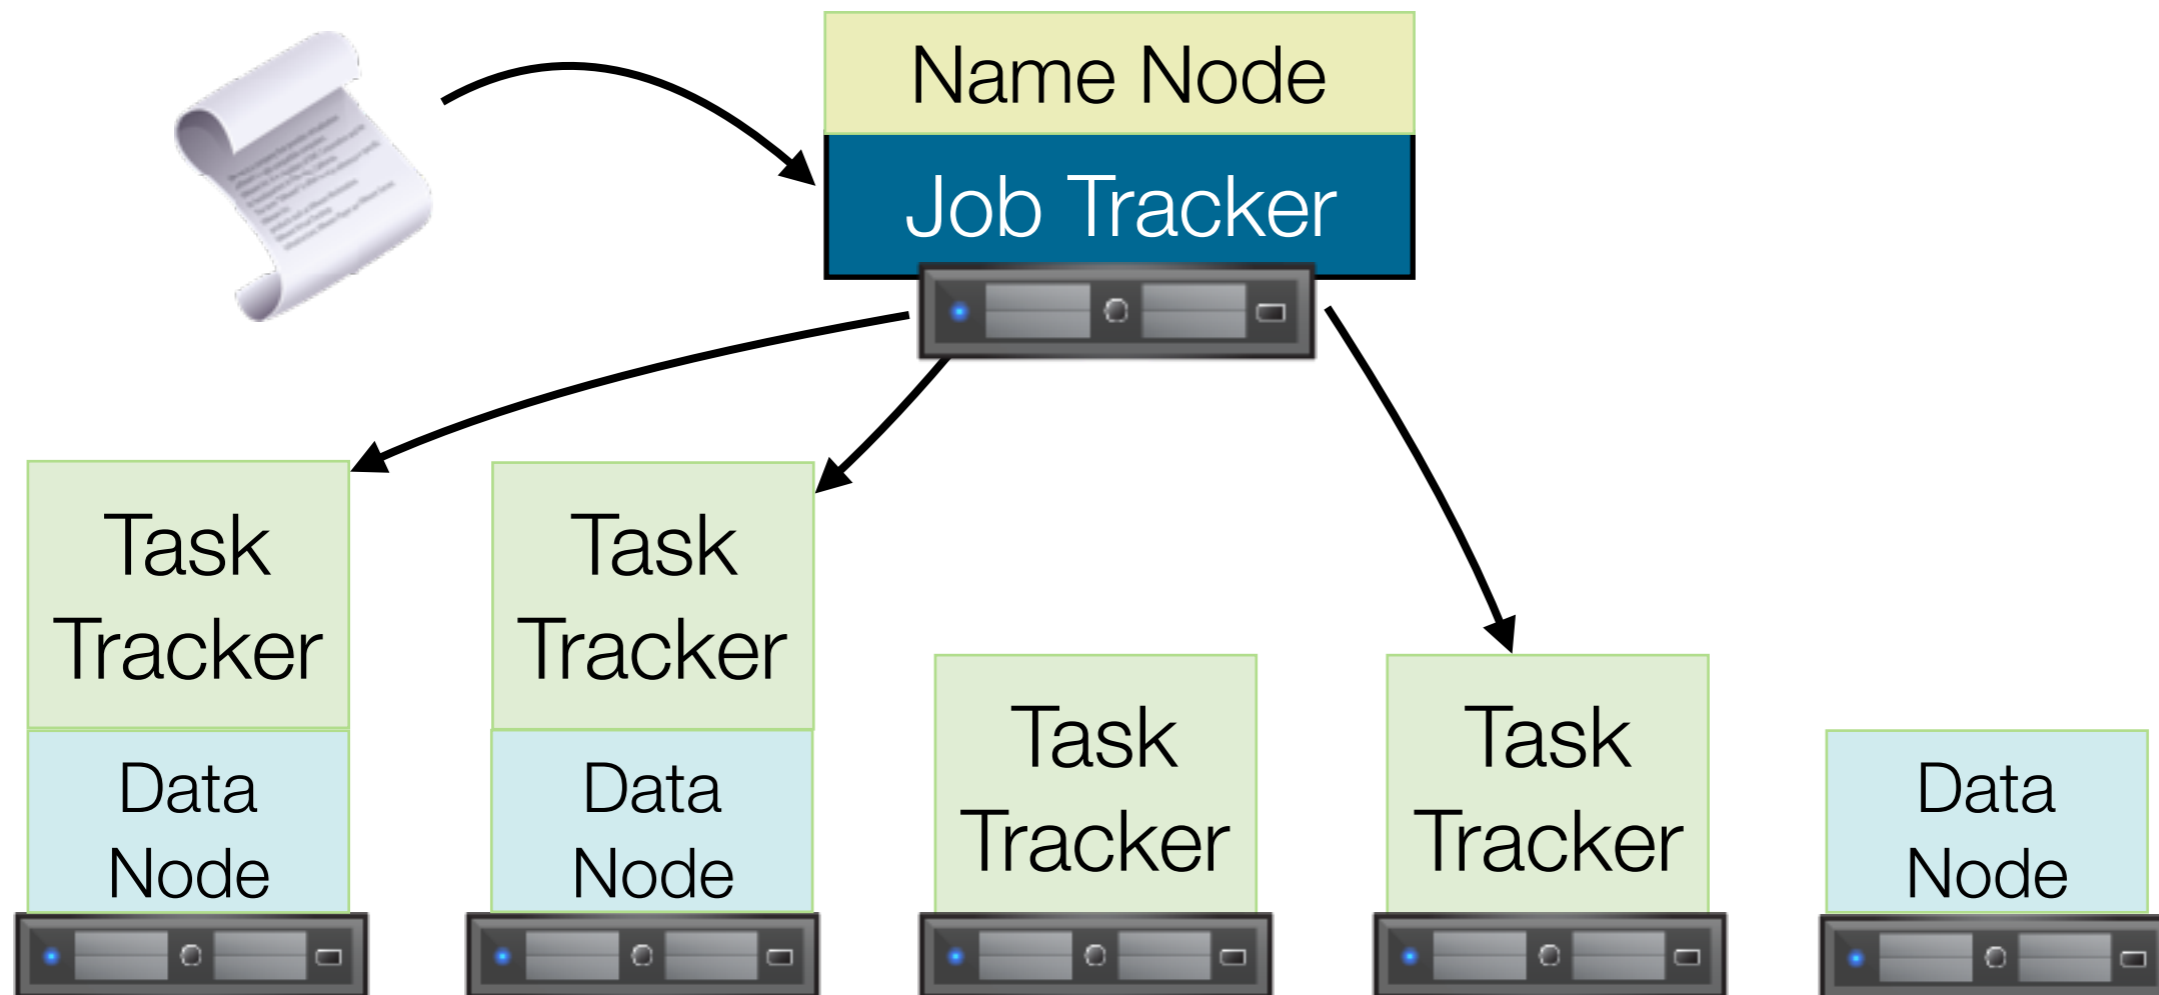 Name Node
Job Tracker
Task
Tracker
Data
Node
Task
Tracker
Data
Node
Task
Tracker
Task
Tracker
Data
Node